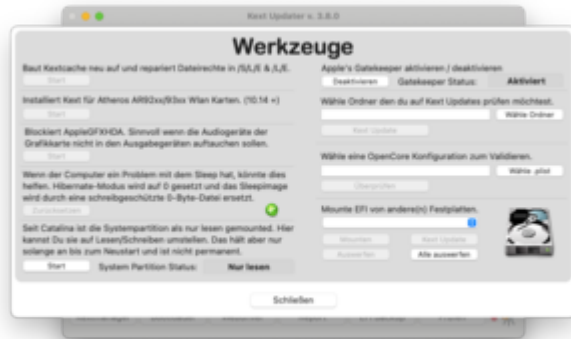 Kext Updater v. 3.8.0
Werkzeuge
Baut Kextcache neu auf und repariert Dateirechte in /S/L/E & /L/E.
Start
Installiert Kext für Atheros AR92xx/93xx Wlan Karten. (10.14 +)
Start
Blockiert AppleGFXHDA. Sinnvoll wenn die Audiogeräte der
Grafikkarte nicht in den Ausgabegeräten auftauchen sollen.
Start
Wenn der Computer ein Problem mit dem Sleep hat, könnte dies
helfen. Hibernate-Modus wird auf 0 gesetzt und das Sleepimage
wird durch eine schreibgeschützte 0-Byte-Datei ersetzt.
Zurücksetzen
Seit Catalina ist die Systempartition als nur lesen gemounted. Hier
kannst Du sie auf Lesen/Schreiben umstellen. Das hält aber nur
solange an bis zum Neustart und ist nicht permanent.
Start System Partition Status: Nur lesen
Apple's Gatekeeper aktivieren / deaktivieren
Deaktivieren Gatekeeper Status: Aktiviert
Wähle Ordner den du auf Kext Updates prüfen möchtest.
Wähle Ordner
Kext Update
Wähle eine OpenCore Konfiguration zum Validieren.
Wähle .plist
Überprüfen
Mounte EFI von andere(n) Festplatten.
Mounten Kext Update
Auswerfen Alle auswerfen
Schließen